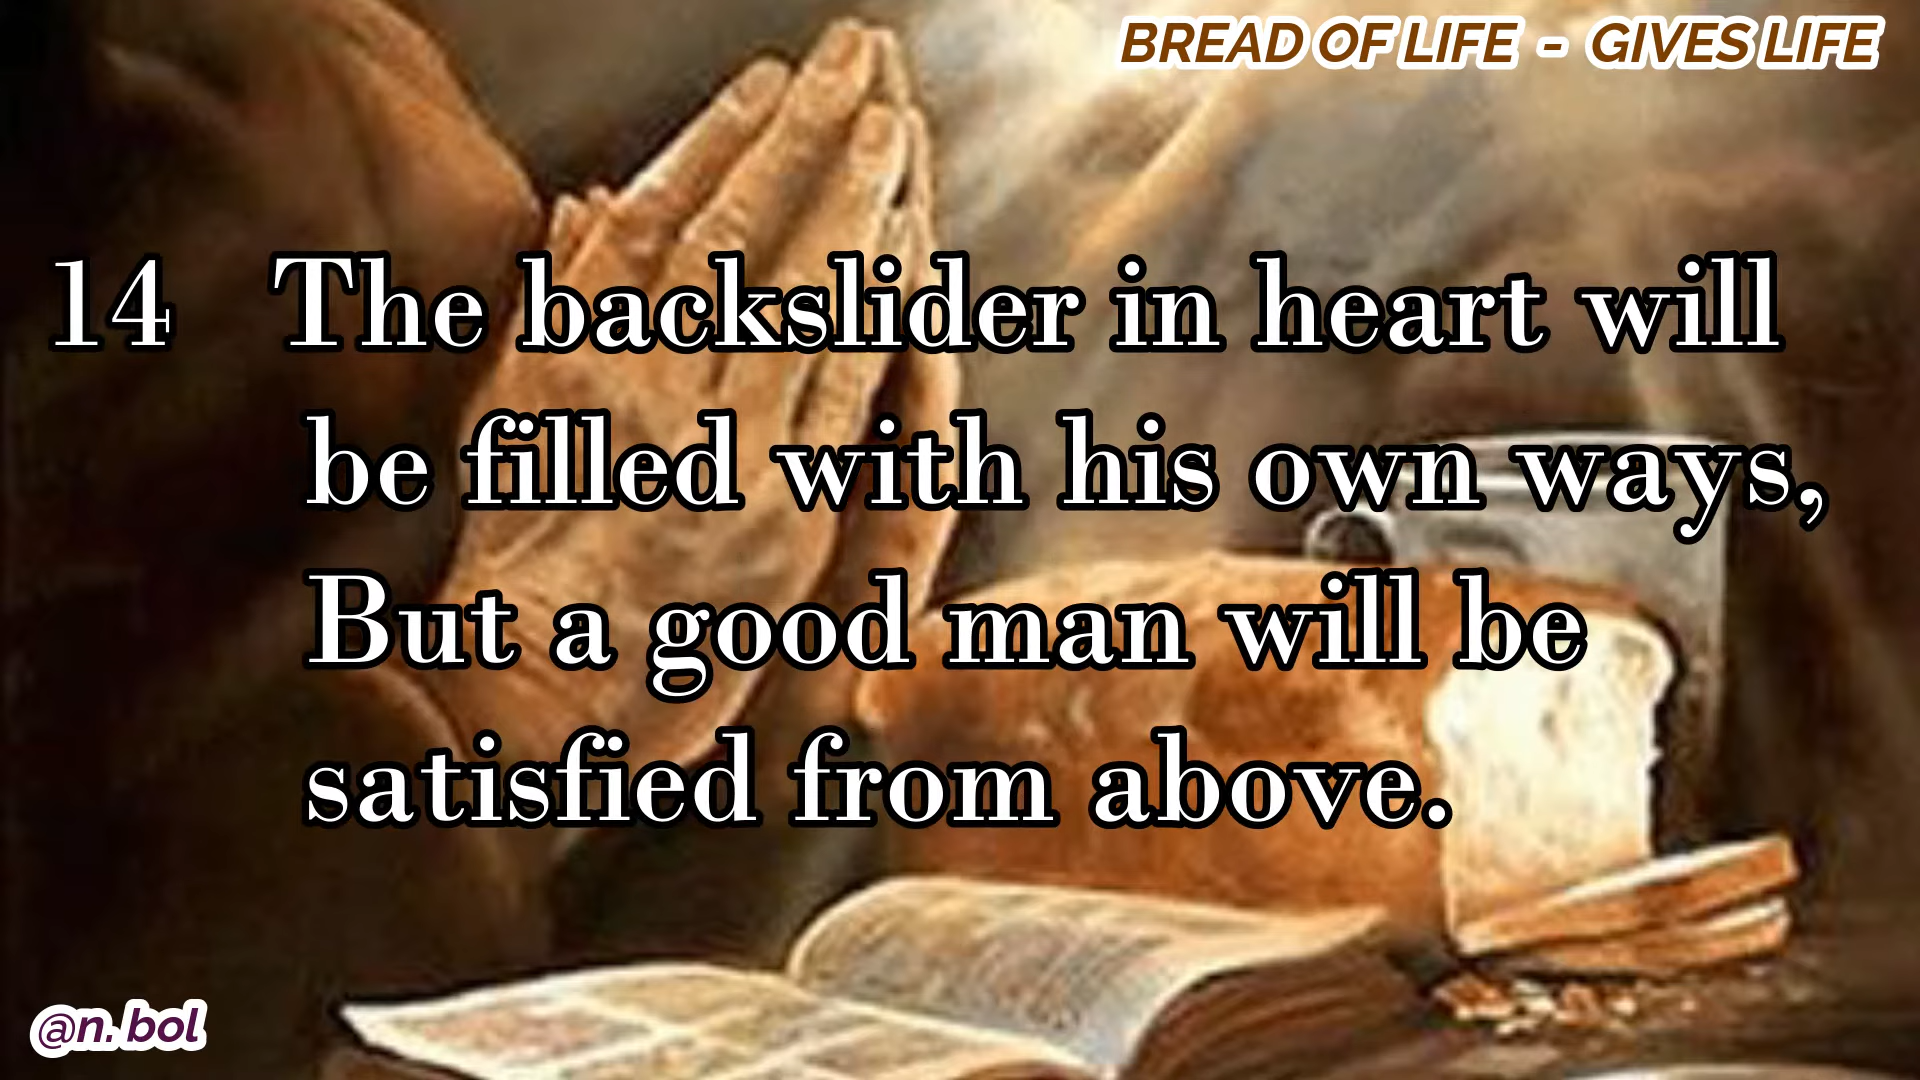 BREAD OF LIFE - GIVES LIFE
14 The backslider in heart will
be filled with his own ways,
But a good man will be
satisfied from above.
@n. bol